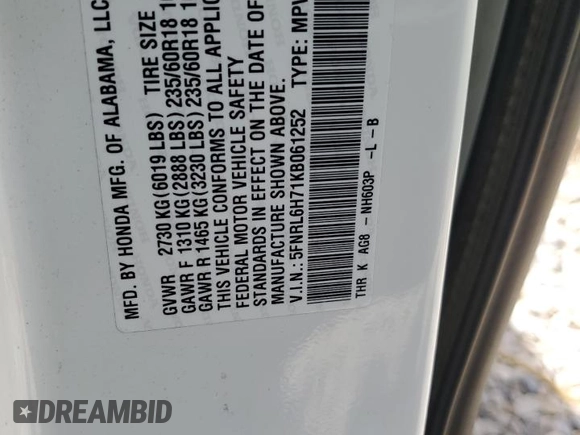 MFD. BY HONDA MFG. OF ALABAMA, LLC
GVWR 2730 KG(6019 LBS) TIRE SIZE
GAWR F 1310 KG(2888 LBS)235/60R18
GAWR R 1465 KG(3230 LBS)235/60R18
THIS VEHICLE CONFORMS TO ALL
FEDERAL MOTOR VEHICLE SAFETY
STANDARDS IN EFFECT ON THE DATE OF
MANUFACTURE SHOWN ABOVE.
V.I.N.: 5FNRL6H71KB061252 TYPE: MPV
THR K AG8 - NH603P -L -B
DREAMBID